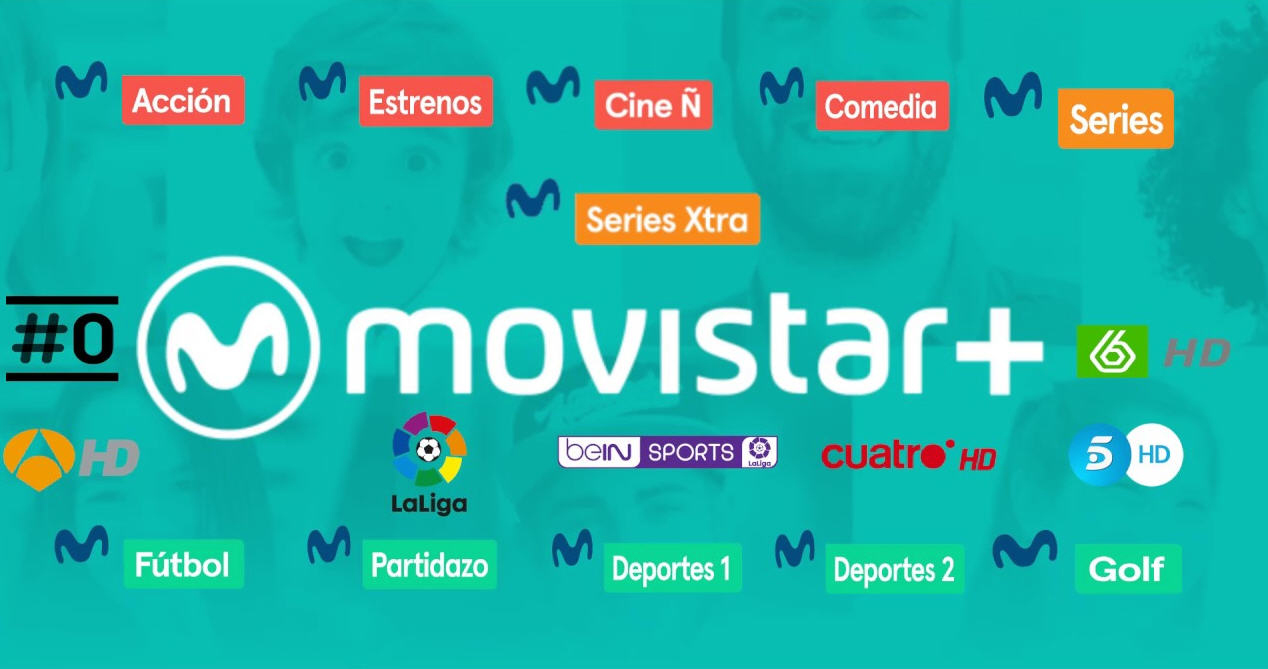 Acción
Estrenos
Cine Ñ
Comedia
Series
Series Xtra
#0
movistar+
6 HD
HD
LaLiga
beIN SPORTS LaLiga
cuatro HD
5 HD
Fútbol
Partidazo
Deportes 1
Deportes 2
Golf